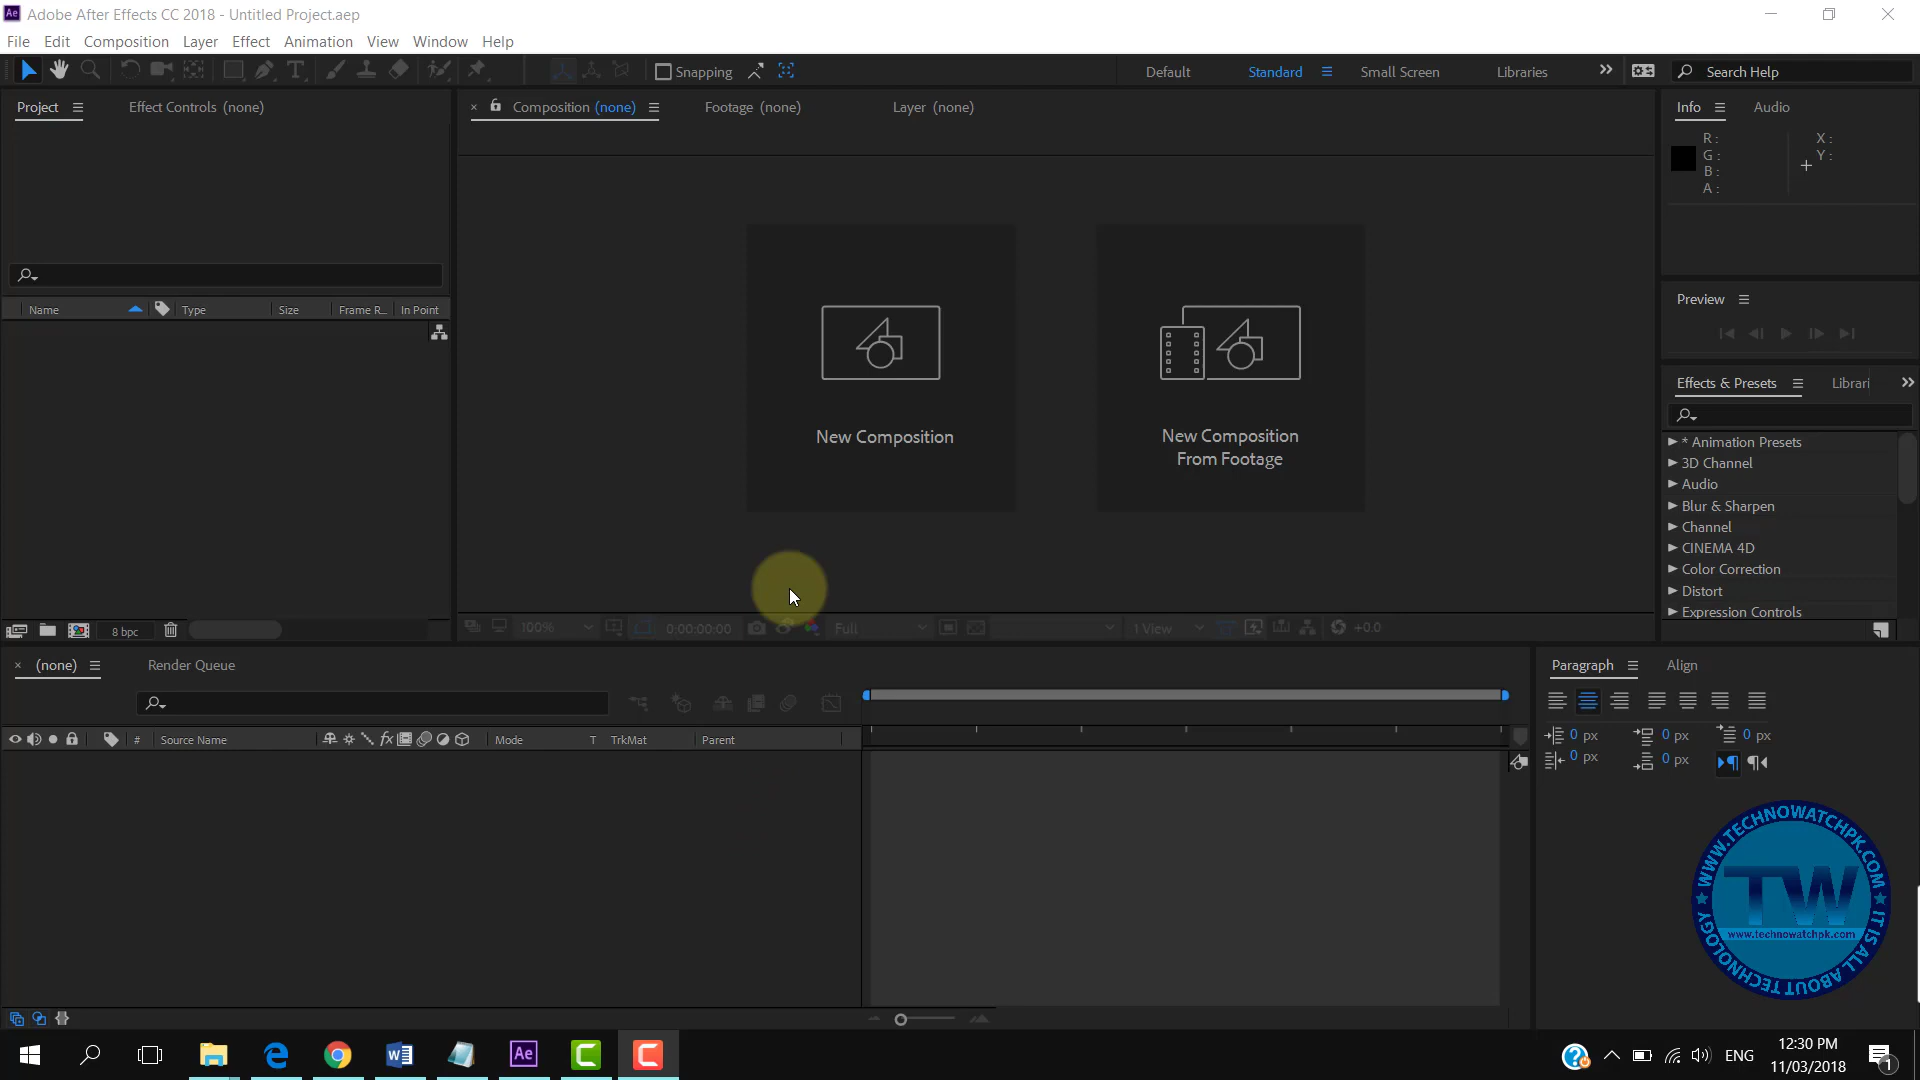 Adobe After Effects CC 2018 - Untitled Project.aep
File Edit Composition Layer Effect Animation View Window Help
Snapping
Default Standard Small Screen Libraries
Search Help
Project Effect Controls (none)
Composition (none) Footage (none) Layer (none)
Info Audio
R :
G :
B :
A :
X :
Y :
Name Type Size Frame R... In Point
New Composition
New Composition
From Footage
Preview
Effects & Presets Librari
* Animation Presets
3D Channel
Audio
Blur & Sharpen
Channel
CINEMA 4D
Color Correction
Distort
Expression Controls
8 bpc
100% 0:00:00:00 Full 1 View +0.0
(none) Render Queue
# Source Name fx Mode T TrkMat Parent
Paragraph Align
0 px 0 px 0 px
0 px 0 px
WWW.TECHNOWATCHPK.COM
TW
www.technowatchpk.com
IT IS ALL ABOUT TECHNOLOGY
ENG
12:30 PM
11/03/2018
1